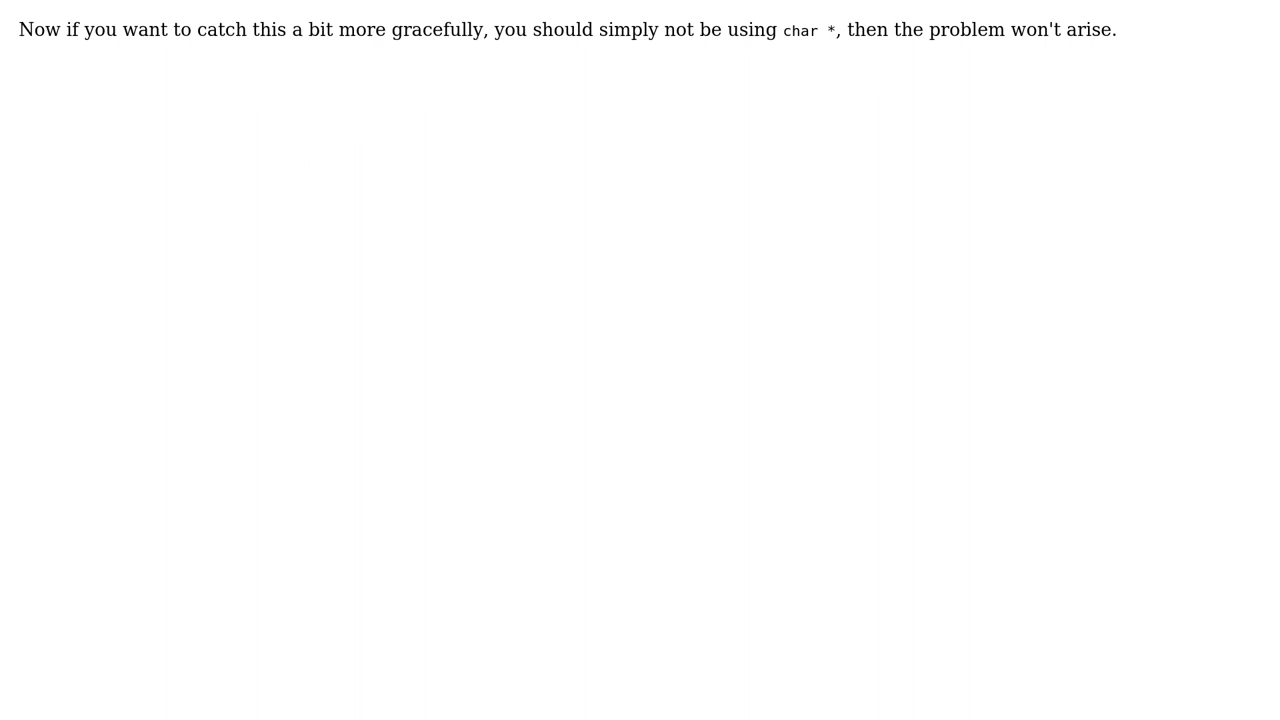 Now if you want to catch this a bit more gracefully, you should simply not be using char *, then the problem won't arise.